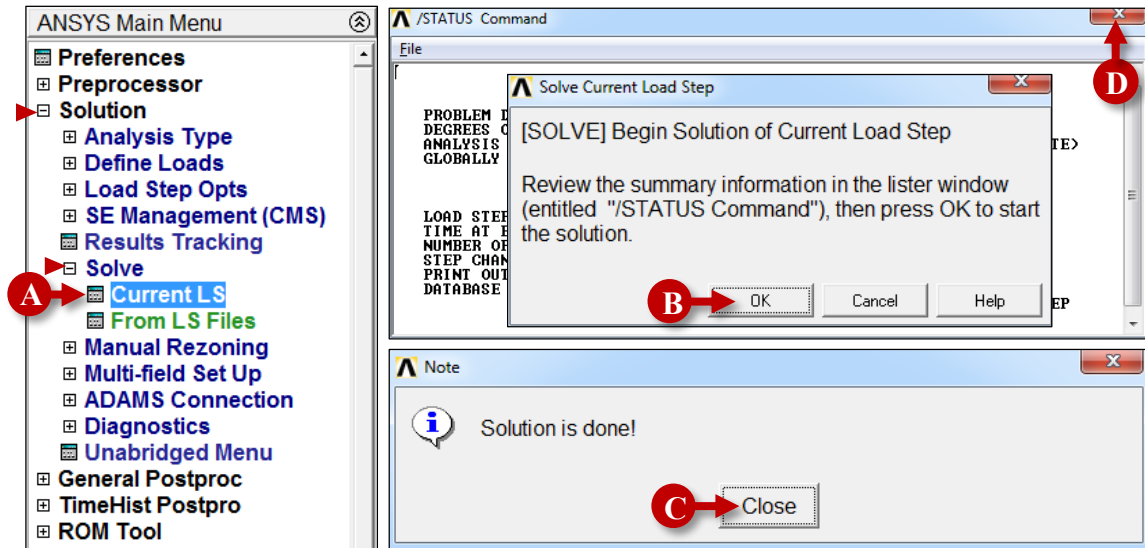 ANSYS Main Menu
Preferences
Preprocessor
Solution
Analysis Type
Define Loads
Load Step Opts
SE Management (CMS)
Results Tracking
Solve
A
Current LS
From LS Files
Manual Rezoning
Multi-field Set Up
ADAMS Connection
Diagnostics
Unabridged Menu
General Postproc
TimeHist Postpro
ROM Tool
/STATUS Command
D
File
PROBLEM
DEGREES
ANALYSIS
GLOBALLY
LOAD STEP
TIME AT
NUMBER OF
STEP
PRINT
DATABASE
Solve Current Load Step
[SOLVE] Begin Solution of Current Load Step
Review the summary information in the lister window
(entitled "/STATUS Command"), then press OK to start
the solution.
B
OK Cancel Help
Note
Solution is done!
C
Close